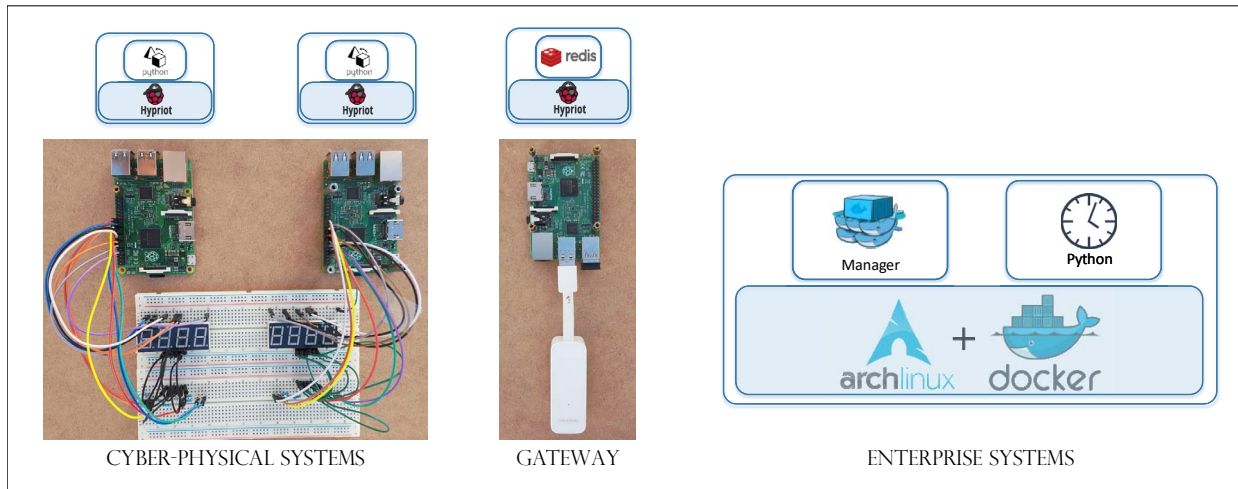 python
Hypriot
python
Hypriot
redis
Hypriot
Manager
Python
archlinux + docker
CYBER-PHYSICAL SYSTEMS
GATEWAY
ENTERPRISE SYSTEMS